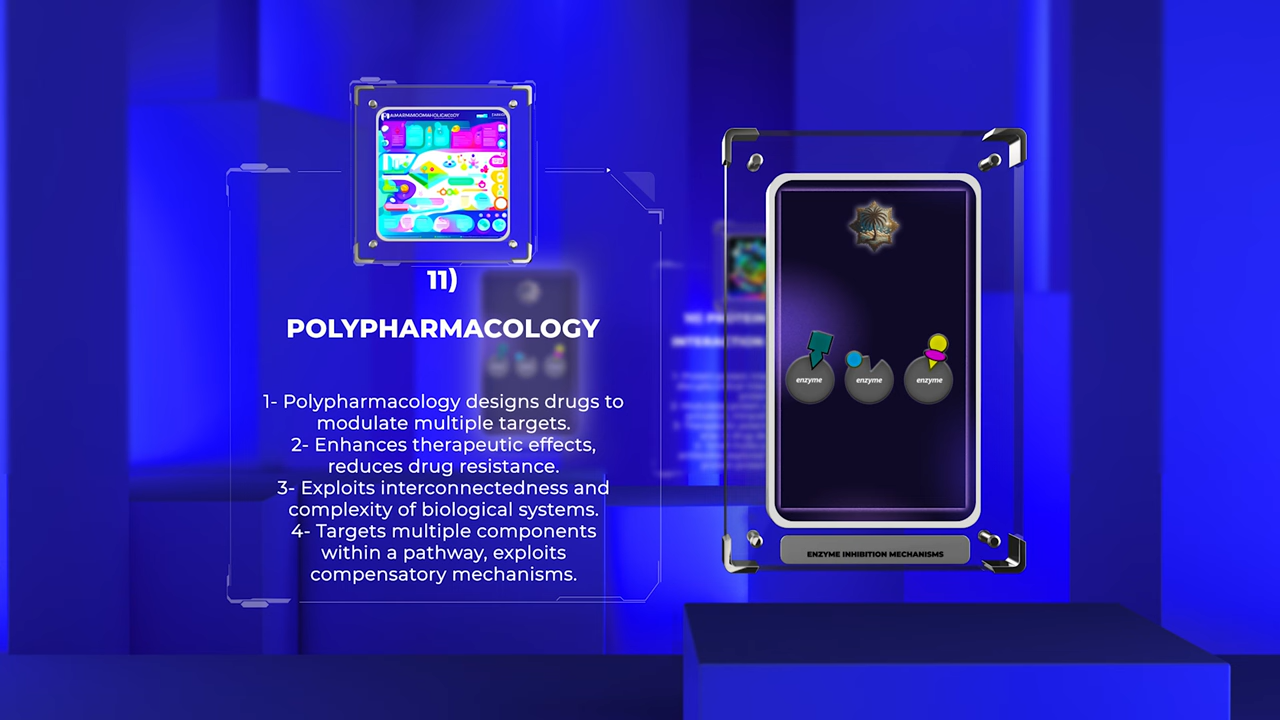 11)
POLYPHARMACOLOGY
1- Polypharmacology designs drugs to
modulate multiple targets.
2- Enhances therapeutic effects,
reduces drug resistance.
3- Exploits interconnectedness and
complexity of biological systems.
4- Targets multiple components
within a pathway, exploits
compensatory mechanisms.
enzyme
enzyme
enzyme
ENZYME INHIBITION MECHANISMS